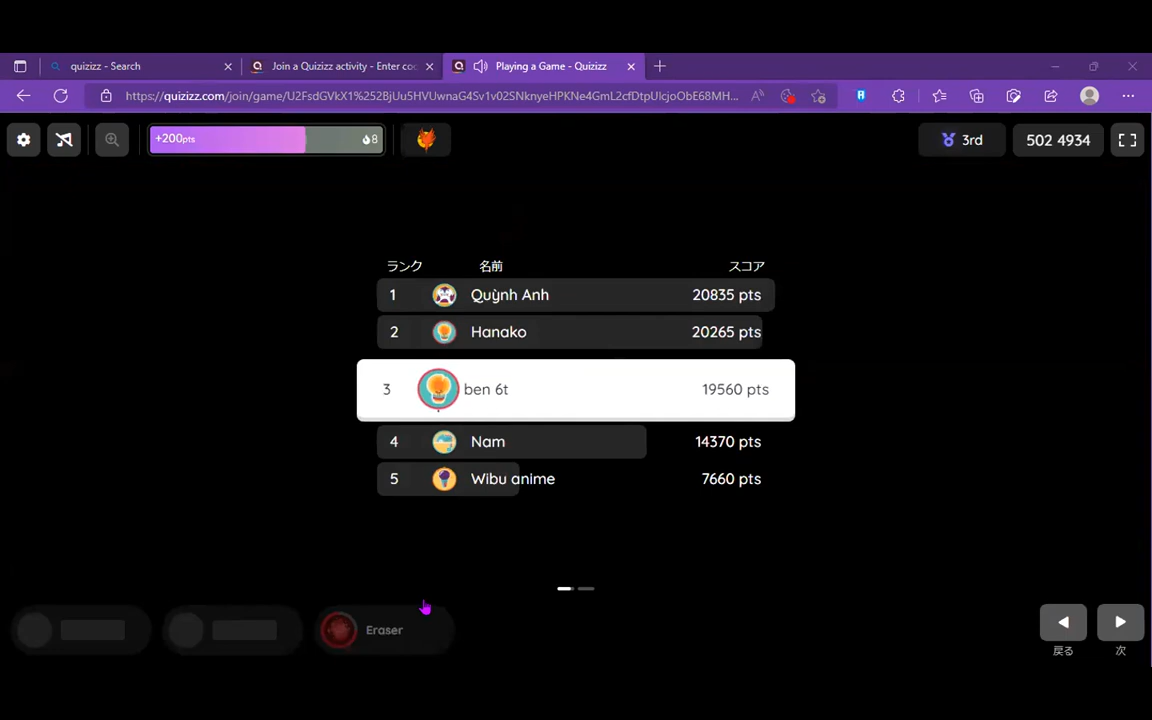 quizizz - Search
Join a Quizizz activity - Enter co
Playing a Game - Quizizz
https://quizizz.com/join/game/U2FsdGVkX1%252BjUu5HVUwnaG4Sv1v02SNknyeHPKNe4GmL2cfDtpUlcjoObE68MH...
+200pts
8
3rd
502 4934
ランク 名前 スコア
1 Quỳnh Anh 20835 pts
2 Hanako 20265 pts
3 ben 6t 19560 pts
4 Nam 14370 pts
5 Wibu anime 7660 pts
Eraser
戻る 次